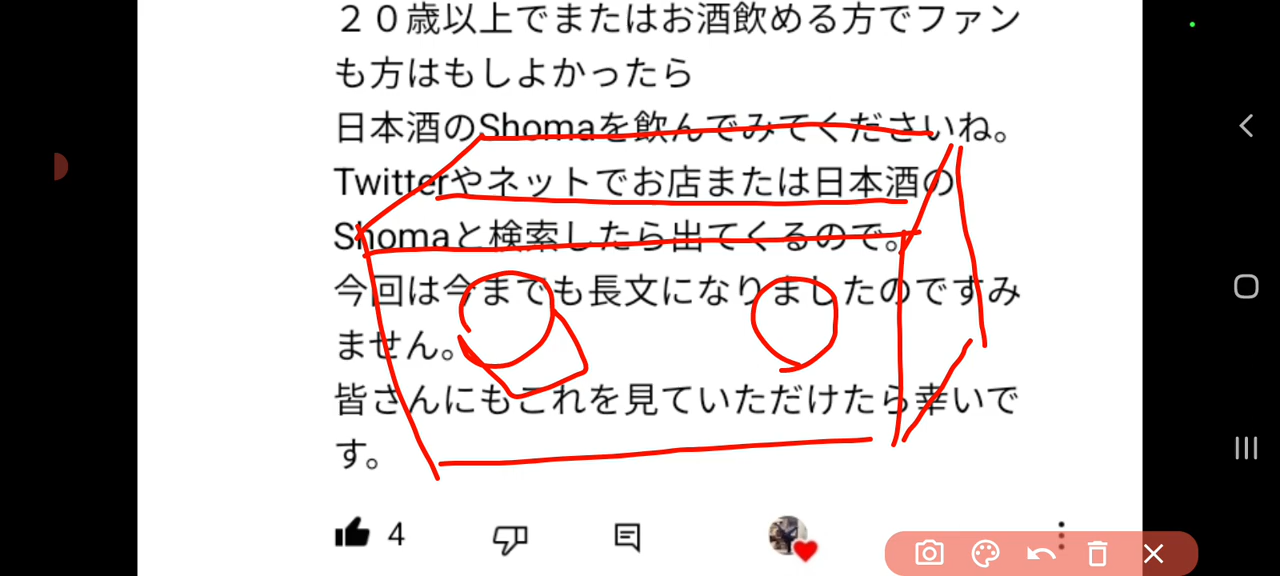 ２０歳以上でまたはお酒飲める方でファン
も方はもしよかったら
日本酒のShomaを飲んでみてくださいね。
Twitterやネットでお店または日本酒の
Shomaと検索したら出てくるので。
今回は今までも長文になりましたのですみ
ません。
皆さんにもこれを見ていただけたら幸いで
す。
4